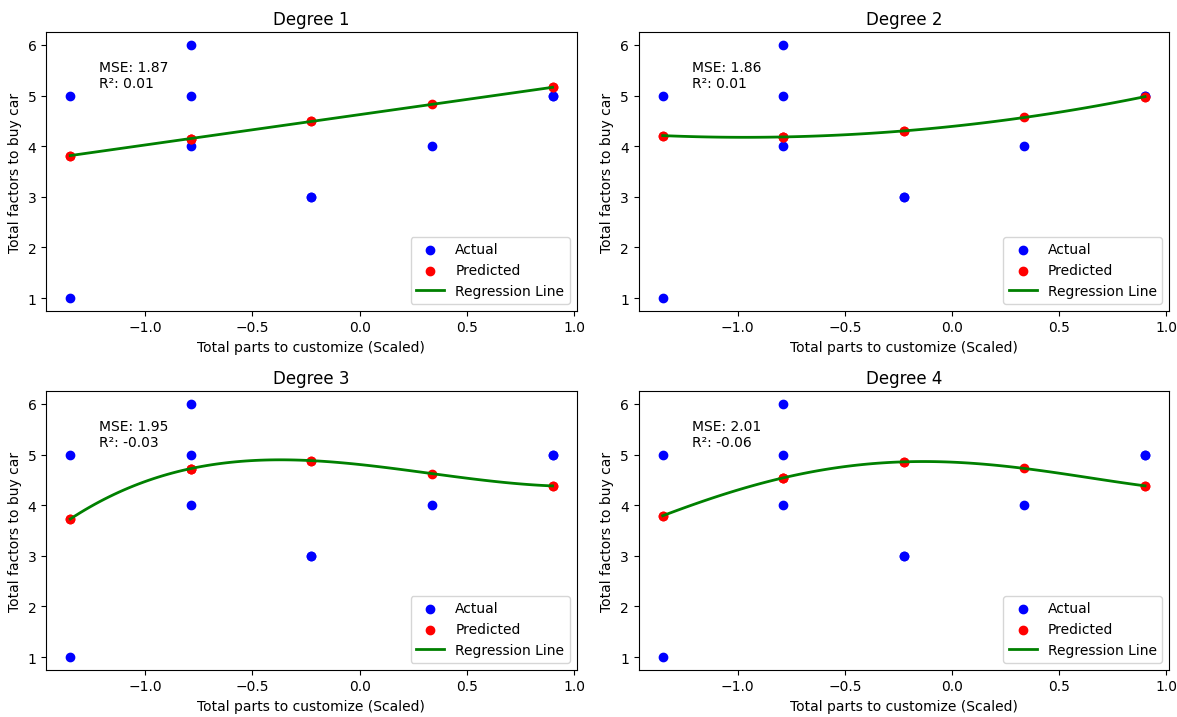 Degree 1
MSE: 1.87
R²: 0.01
Total factors to buy car
6
5
4
3
2
1
Actual
Predicted
Regression Line
−1.0
−0.5
0.0
0.5
1.0
Total parts to customize (Scaled)
Degree 2
MSE: 1.86
R²: 0.01
Total factors to buy car
6
5
4
3
2
1
Actual
Predicted
Regression Line
−1.0
−0.5
0.0
0.5
1.0
Total parts to customize (Scaled)
Degree 3
MSE: 1.95
R²: -0.03
Total factors to buy car
6
5
4
3
2
1
Actual
Predicted
Regression Line
−1.0
−0.5
0.0
0.5
1.0
Total parts to customize (Scaled)
Degree 4
MSE: 2.01
R²: -0.06
Total factors to buy car
6
5
4
3
2
1
Actual
Predicted
Regression Line
−1.0
−0.5
0.0
0.5
1.0
Total parts to customize (Scaled)